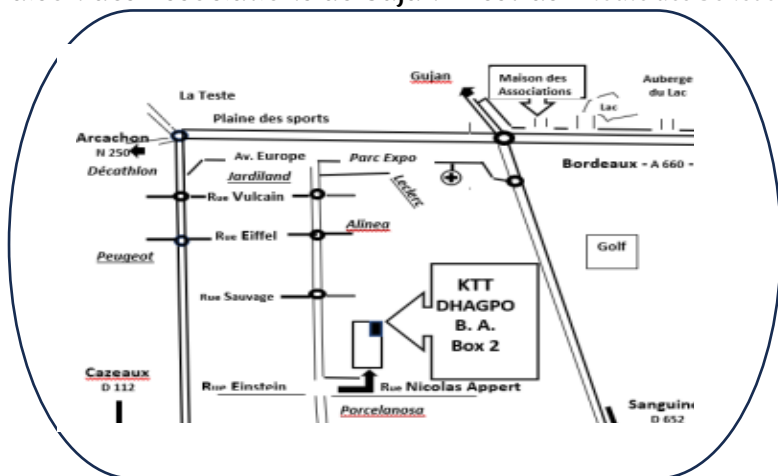 Gujan
Maison des
Associations
Auberge
du Lac
Lac
La Teste
Plaine des sports
Arcachon
N 250
Décathlon
Av. Europe
Parc Expo
Bordeaux - A 660 -
Jardiland
Leclerc
Rue Vulcain
Alinea
Rue Eiffel
Peugeot
Golf
KTT
DHAGPO
B. A.
Box 2
Rue Sauvage
Cazeaux
D 112
Rue Einstein
Rue Nicolas Appert
Porcelanosa
D 652